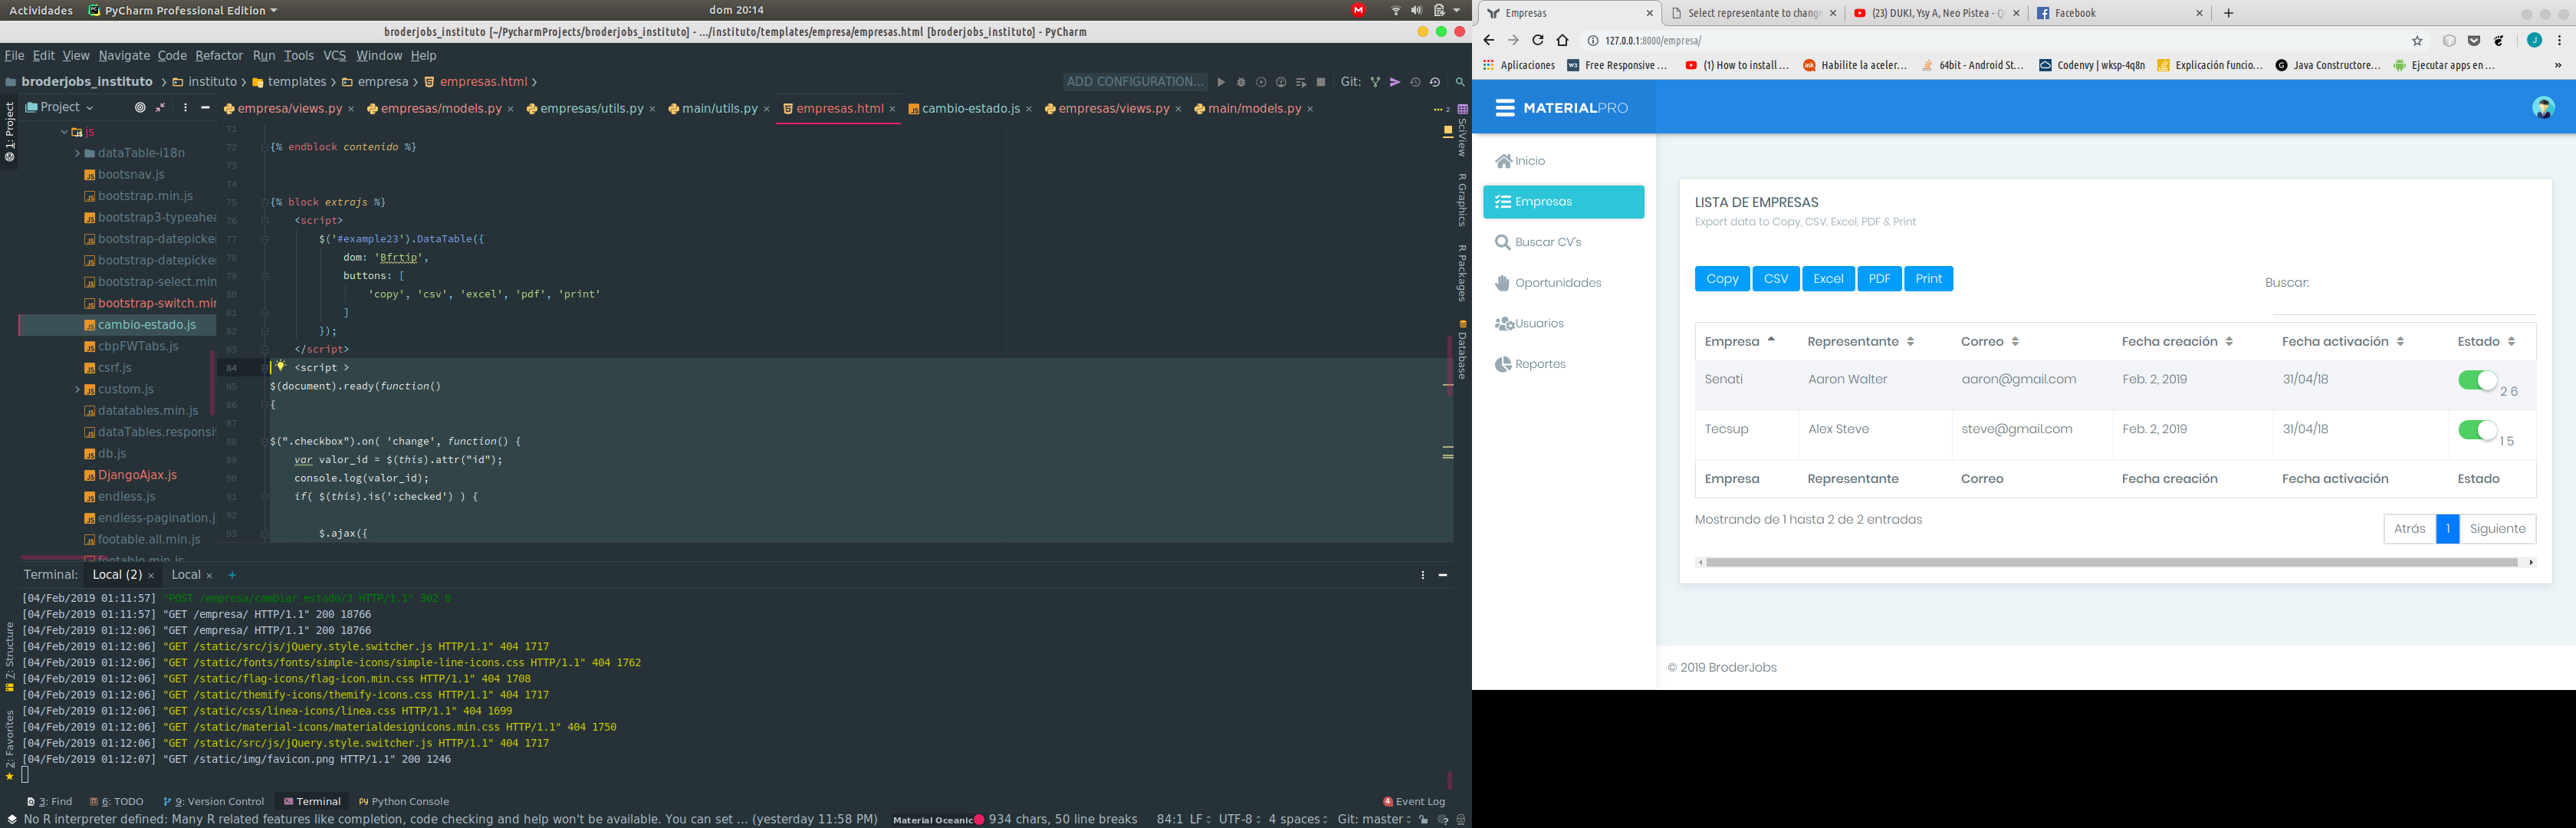 Actividades PyCharm Professional Edition dom 20:14
broderjobs_instituto [~/PycharmProjects/broderjobs_instituto] - .../instituto/templates/empresa/empresas.html [broderjobs_instituto] - PyCharm
File Edit View Navigate Code Refactor Run Tools VCS Window Help
broderjobs_instituto instituto templates empresa empresas.html ADD CONFIGURATION... Git:
Project empresa/views.py empresas/models.py empresas/utils.py main/utils.py empresas.html cambio-estado.js empresas/views.py main/models.py
1: Project
js
dataTable-i18n
bootsnav.js
bootstrap.min.js
bootstrap3-typeahea
bootstrap-datepicker
bootstrap-datepicker
bootstrap-select.min
bootstrap-switch.mir
cambio-estado.js
cbpFWTabs.js
csrf.js
custom.js
datatables.min.js
dataTables.responsiv
db.js
DjangoAjax.js
endless.js
endless-pagination.j
footable.all.min.js
footable.min.js
71
72 {% endblock contenido %}
73
74
75 {% block extrajs %}
76 <script>
77 $('#example23').DataTable({
78 dom: 'Bfrtip',
79 buttons: [
80 'copy', 'csv', 'excel', 'pdf', 'print'
81 ]
82 });
83 </script>
84 <script >
85 $(document).ready(function()
86 {
87
88 $(".checkbox").on( 'change', function() {
89 var valor_id = $(this).attr("id");
90 console.log(valor_id);
91 if( $(this).is(':checked') ) {
92
93 $.ajax({
SciView
R Graphics
R Packages
Database
Terminal: Local (2) Local +
[04/Feb/2019 01:11:57] "POST /empresa/cambiar_estado/3 HTTP/1.1" 302 0
[04/Feb/2019 01:11:57] "GET /empresa/ HTTP/1.1" 200 18766
[04/Feb/2019 01:12:06] "GET /empresa/ HTTP/1.1" 200 18766
[04/Feb/2019 01:12:06] "GET /static/src/js/jQuery.style.switcher.js HTTP/1.1" 404 1717
[04/Feb/2019 01:12:06] "GET /static/fonts/fonts/simple-icons/simple-line-icons.css HTTP/1.1" 404 1762
[04/Feb/2019 01:12:06] "GET /static/flag-icons/flag-icon.min.css HTTP/1.1" 404 1708
[04/Feb/2019 01:12:06] "GET /static/themify-icons/themify-icons.css HTTP/1.1" 404 1717
[04/Feb/2019 01:12:06] "GET /static/css/linea-icons/linea.css HTTP/1.1" 404 1699
[04/Feb/2019 01:12:06] "GET /static/material-icons/materialdesignicons.min.css HTTP/1.1" 404 1750
[04/Feb/2019 01:12:06] "GET /static/src/js/jQuery.style.switcher.js HTTP/1.1" 404 1717
[04/Feb/2019 01:12:07] "GET /static/img/favicon.png HTTP/1.1" 200 1246
7: Structure
2: Favorites
3: Find 6: TODO 9: Version Control Terminal Python Console 4 Event Log
No R interpreter defined: Many R related features like completion, code checking and help won't be available. You can set ... (yesterday 11:58 PM) Material Oceanic 934 chars, 50 line breaks 84:1 LF UTF-8 4 spaces Git: master
Empresas Select representante to change (23) DUKI, Ysy A, Neo Pistea - Facebook
127.0.0.1:8000/empresa/ J
Aplicaciones Free Responsive ... (1) How to install ... Habilite la aceler... 64bit - Android St... Codenvy | wksp-4q8n Explicación funcio... Java Constructore... Ejecutar apps en ... »
MATERIALPRO
Inicio
Empresas
Buscar CV's
Oportunidades
Usuarios
Reportes
LISTA DE EMPRESAS
Export data to Copy, CSV, Excel, PDF & Print
Copy CSV Excel PDF Print Buscar:
Empresa Representante Correo Fecha creación Fecha activación Estado
Senati Aaron Walter aaron@gmail.com Feb. 2, 2019 31/04/18 2 6
Tecsup Alex Steve steve@gmail.com Feb. 2, 2019 31/04/18 1 5
Empresa Representante Correo Fecha creación Fecha activación Estado
Mostrando de 1 hasta 2 de 2 entradas
Atrás 1 Siguiente
© 2019 BroderJobs